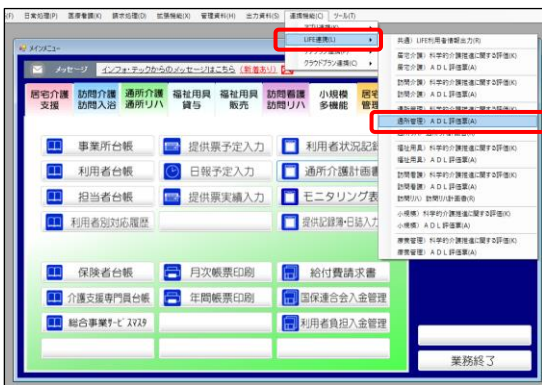 (F) 日常処理(P) 医療看護(K) 請求処理(D) 拡張機能(X) 管理資料(H) 出力資料(S) 連携機能(C) ツール(T)
LIFE連携(L)
クラウドプラン連携(C)
共通) LIFE利用者情報出力(R)
居宅介護) 科学的介護推進に関する評価(K)
居宅介護) ADL評価票(A)
訪問介護) 科学的介護推進に関する評価(K)
訪問介護) ADL評価票(A)
通所管理) 科学的介護推進に関する評価(K)
通所管理) ADL評価票(A)
福祉用具) 科学的介護推進に関する評価(K)
福祉用具) ADL評価票(A)
訪問看護) 科学的介護推進に関する評価(K)
訪問看護) ADL評価票(A)
訪問リハ) 訪問リハ計画書(R)
小規模) 科学的介護推進に関する評価(K)
小規模) ADL評価票(A)
療養管理) 科学的介護推進に関する評価(K)
療養管理) ADL評価票(A)
メインメニュー
メッセージ インフォ・テックからのメッセージはこちら (新着あり)
居宅介護支援
訪問介護訪問入浴
通所介護通所リハ
福祉用具貸与
福祉用具販売
訪問看護訪問リハ
小規模多機能
事業所台帳 提供票予定入力 利用者状況記録
利用者台帳 日報予定入力 通所介護計画書
担当者台帳 提供票実績入力 モニタリング表
利用者別対応履歴 提供記録簿・日誌入力
保険者台帳 月次帳票印刷 給付費請求書
介護支援専門員台帳 年間帳票印刷 国保連合会入金管理
総合事業サービスマスタ 利用者負担入金管理
業務終了